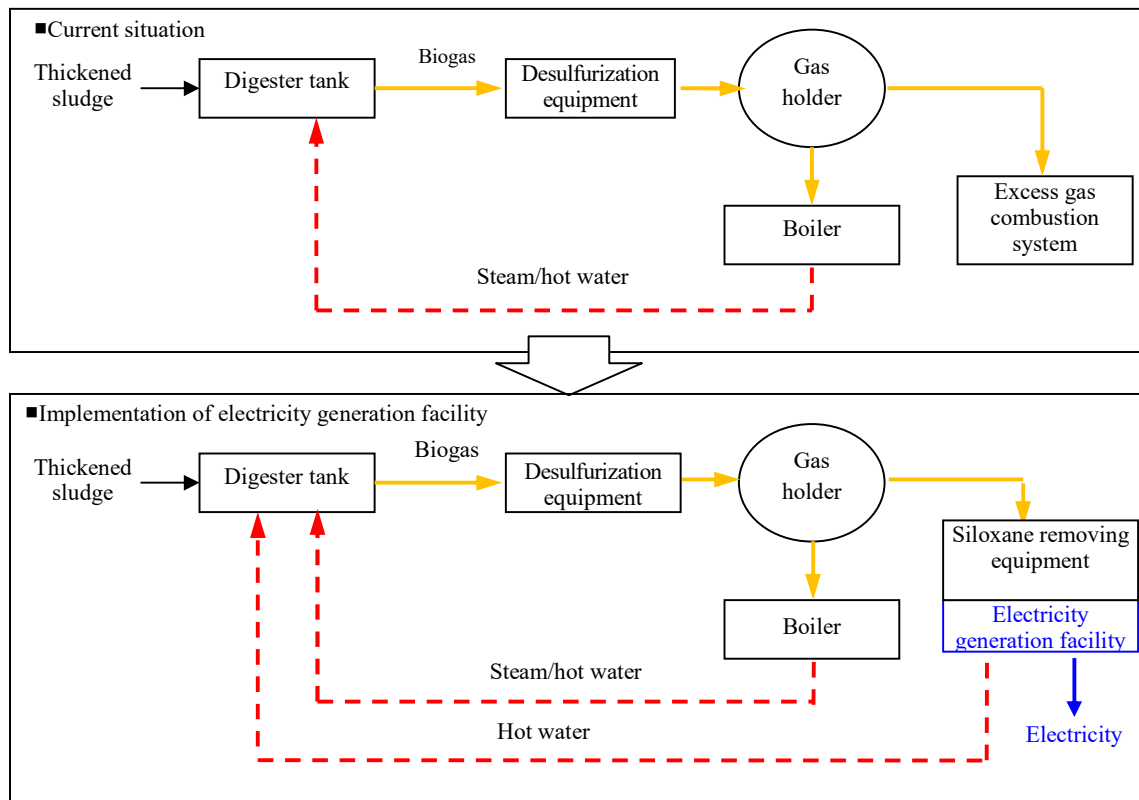 ■Current situation
Thickened
sludge
Digester tank
Biogas
Desulfurization
equipment
Gas
holder
Boiler
Excess gas
combustion
system
Steam/hot water
■Implementation of electricity generation facility
Thickened
sludge
Digester tank
Biogas
Desulfurization
equipment
Gas
holder
Siloxane removing
equipment
Boiler
Electricity
generation facility
Steam/hot water
Hot water
Electricity